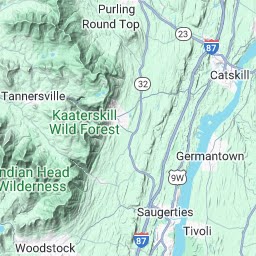 Purling
Round Top
23
87
Catskill
32
Tannersville
Kaaterskill
Wild Forest
Germantown
ndian Head
Wilderness
9W
Saugerties
Tivoli
87
Woodstock